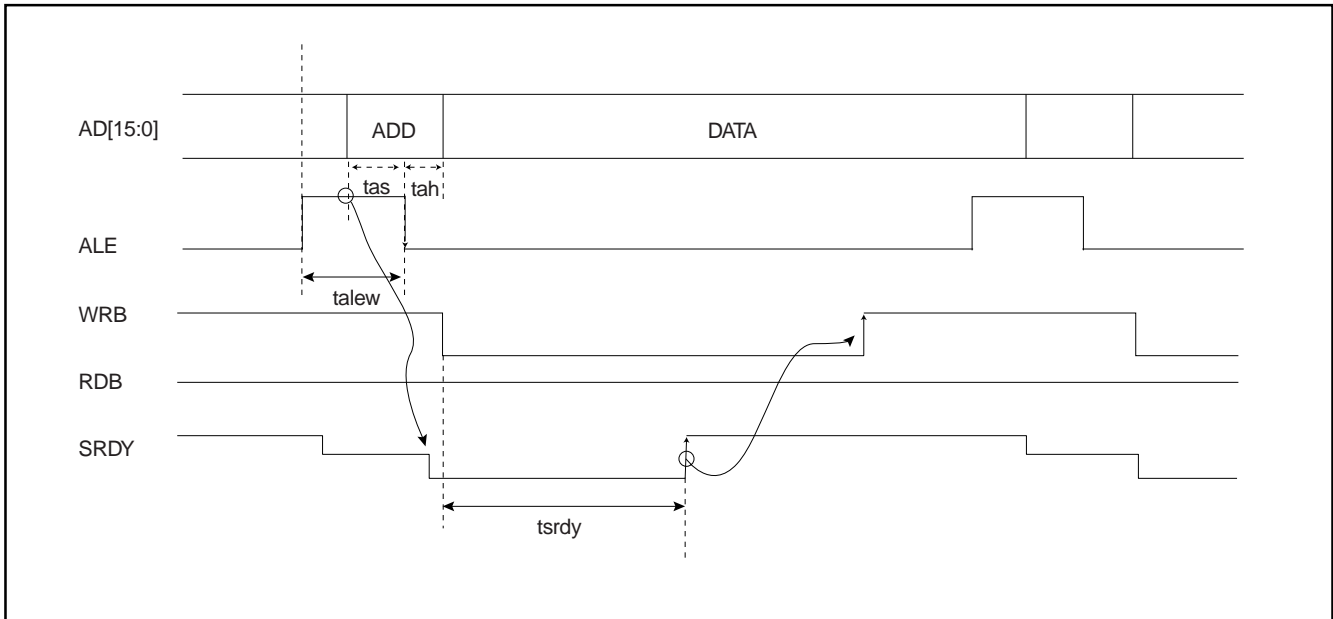 AD[15:0]
ADD
DATA
tas
tah
ALE
talew
WRB
RDB
SRDY
tsrdy